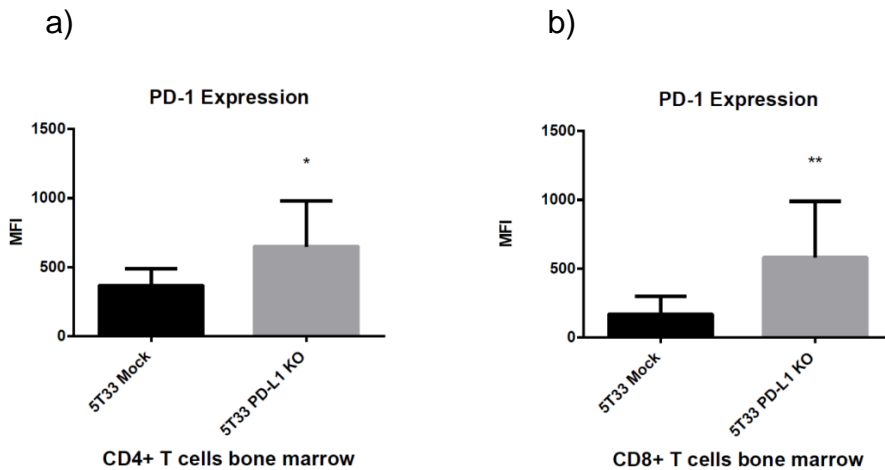 a)
PD-1 Expression
1500
1000
500
0
MFI
*
5T33 Mock
5T33 PD-L1 KO
CD4+ T cells bone marrow
b)
PD-1 Expression
1500
1000
500
0
MFI
**
5T33 Mock
5T33 PD-L1 KO
CD8+ T cells bone marrow